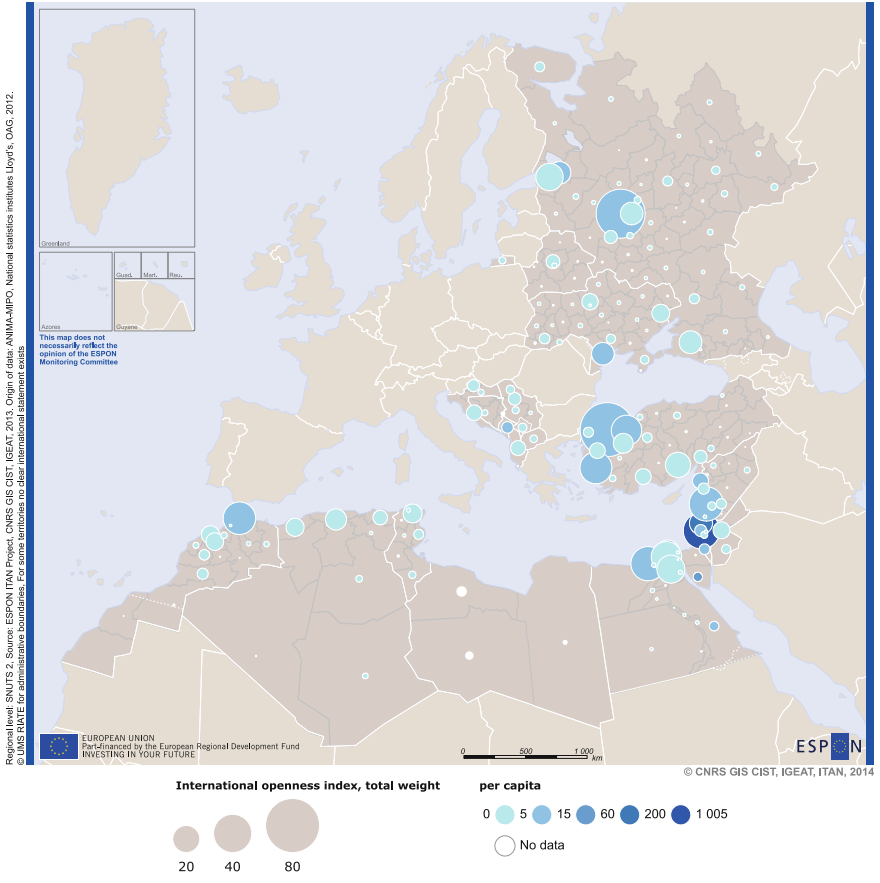 Regional level: SNUTS 2, Source: ESPON ITAN Project, CNRS GIS CIST, IGEAT, 2013. Origin of data: ANIMA-MIPO, National statistics institutes Lloyd's, OAG, 2012.
© UMS RIATE for administrative boundaries. For some territories no clear international statement exists
Greenland
Guad. Mart. Reu.
Azores Guyane
This map does not
necessarily reflect the
opinion of the ESPON
Monitoring Committee
EUROPEAN UNION
Part-financed by the European Regional Development Fund
INVESTING IN YOUR FUTURE
0 500 1 000
km
ESPON
© CNRS GIS CIST, IGEAT, ITAN, 2014
International openness index, total weight
20 40 80
per capita
0 5 15 60 200 1 005
No data